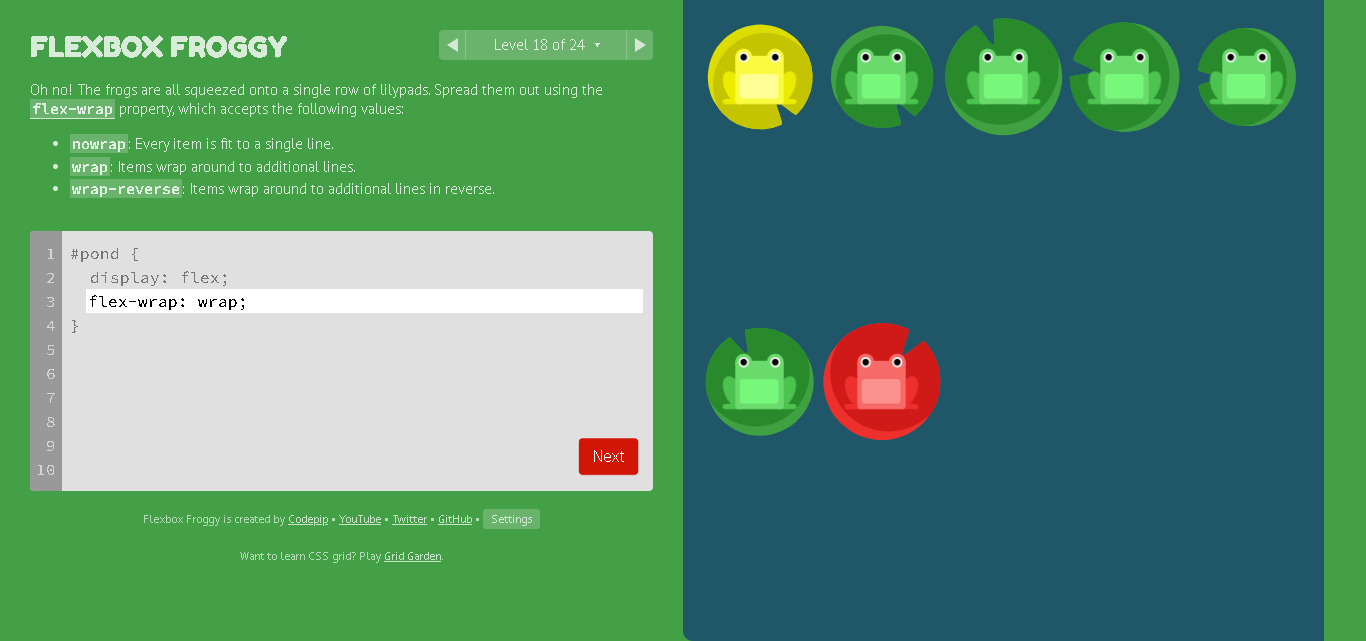 FLEXBOX FROGGY
Level 18 of 24
Oh no! The frogs are all squeezed onto a single row of lilypads. Spread them out using the
flex-wrap property, which accepts the following values:
• nowrap: Every item is fit to a single line.
• wrap: Items wrap around to additional lines.
• wrap-reverse: Items wrap around to additional lines in reverse.
1 #pond {
2 display: flex;
3 flex-wrap: wrap;
4 }
5
6
7
8
9
10
Next
Flexbox Froggy is created by Codepip • YouTube • Twitter • GitHub • Settings
Want to learn CSS grid? Play Grid Garden.